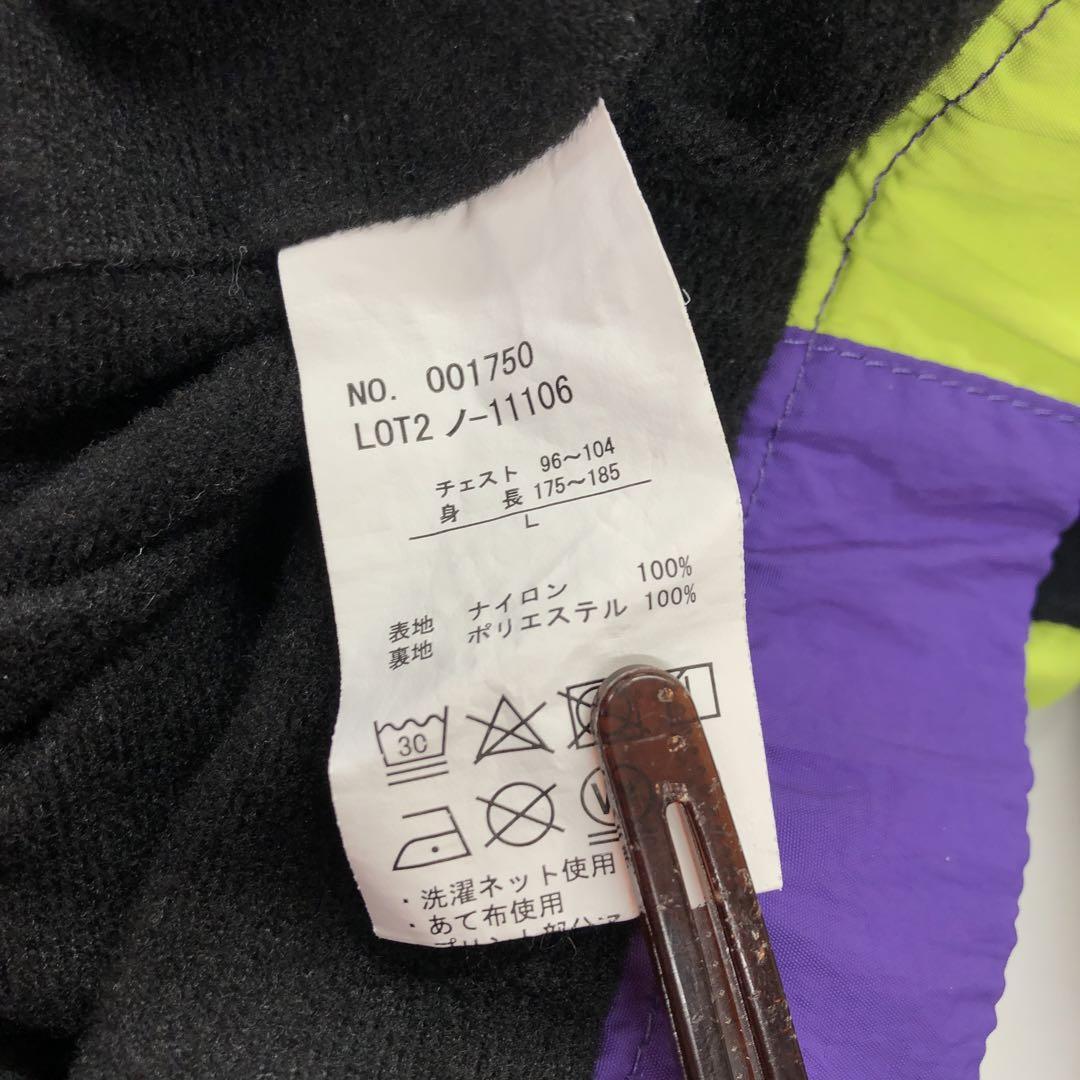 NO. 001750
LOT2 ノ-11106
チェスト 96~104
身 長 175~185
L
表地 ナイロン 100%
裏地 ポリエステル 100%
30
W
・洗濯ネット使用
・あて布使用